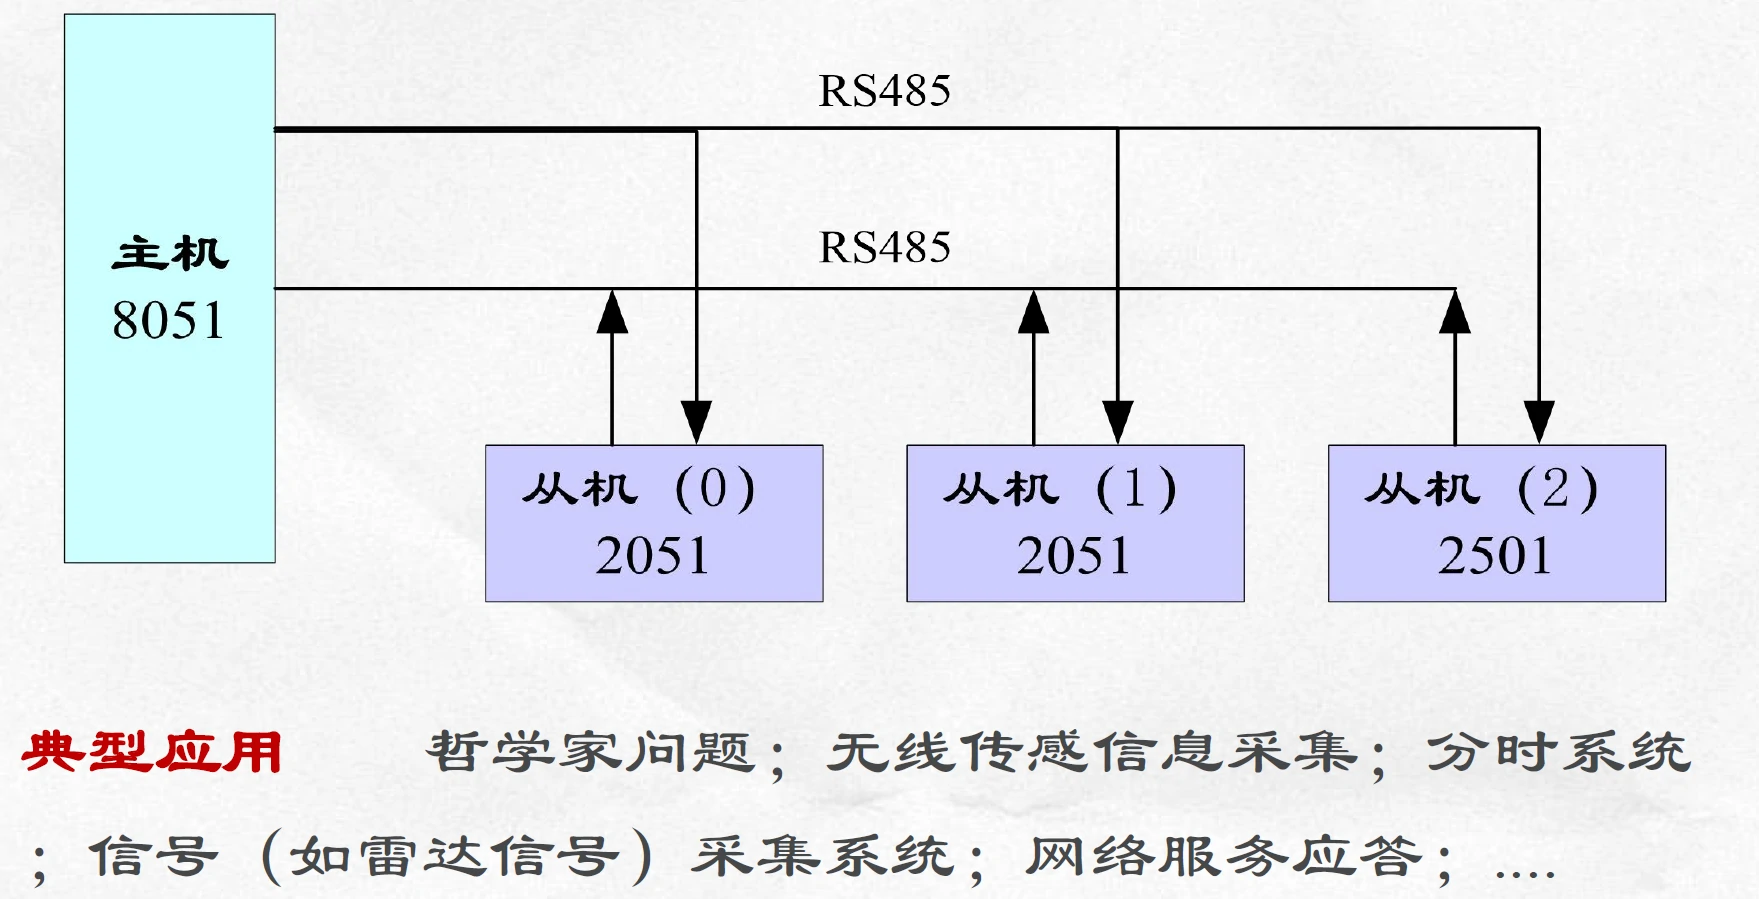 RS485
主机
8051
RS485
从机（0）
2051
从机（1）
2051
从机（2）
2501
典型应用 哲学家问题；无线传感信息采集；分时系统
；信号（如雷达信号）采集系统；网络服务应答；....